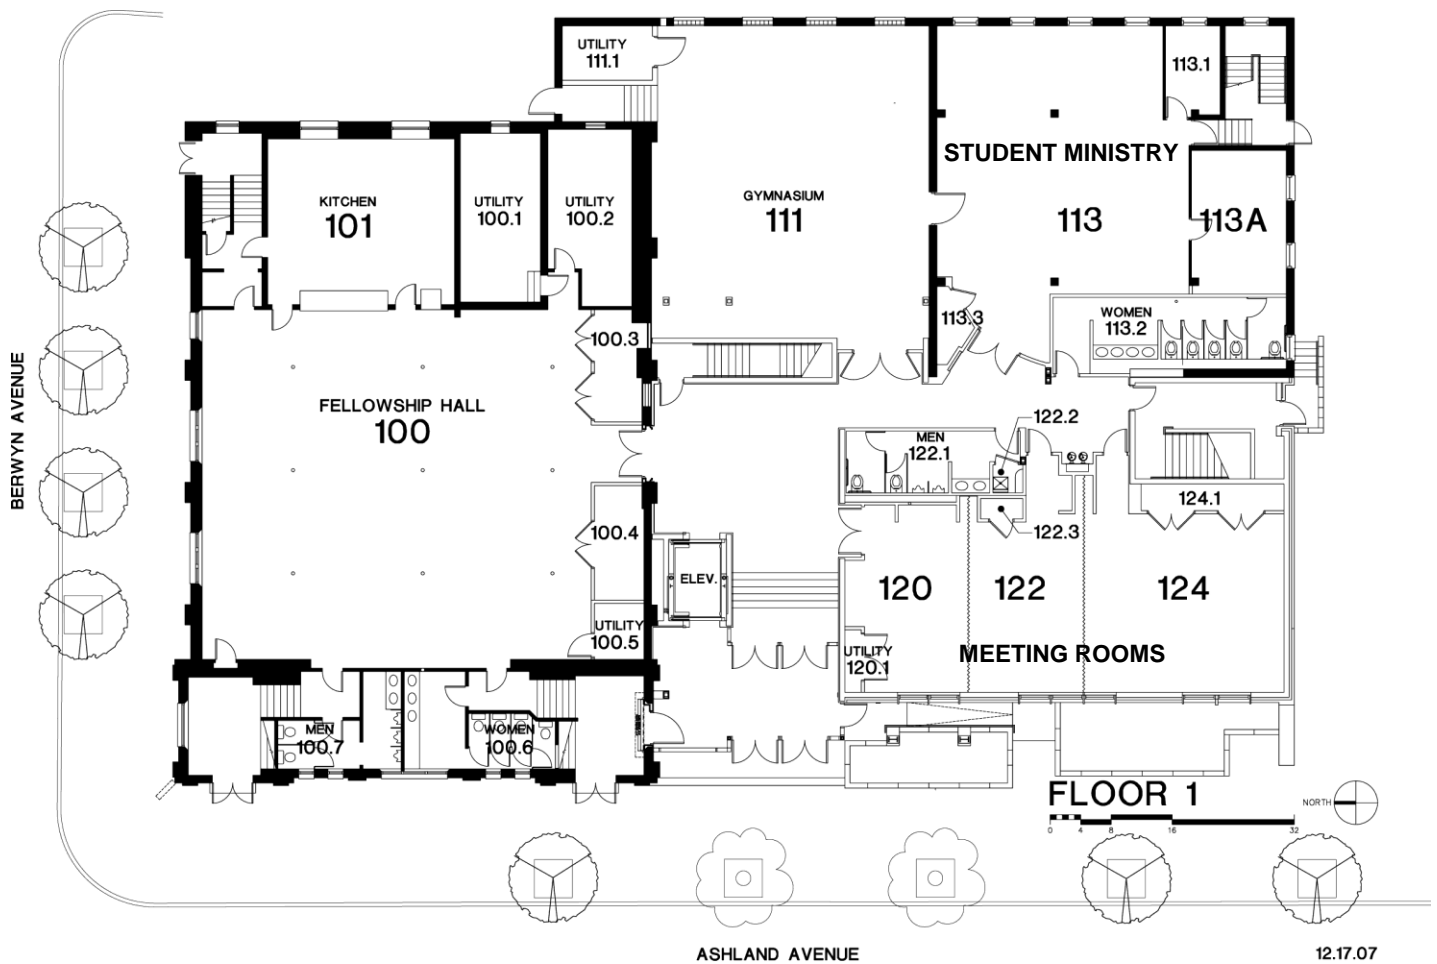 UTILITY
111.1
113.1
STUDENT MINISTRY
KITCHEN
101
UTILITY
100.1
UTILITY
100.2
GYMNASIUM
111
113
113A
WOMEN
113.2
113.3
100.3
FELLOWSHIP HALL
100
BERWYN AVENUE
122.2
MEN
122.1
124.1
122.3
100.4
ELEV.
120
122
124
UTILITY
100.5
UTILITY
120.1
MEETING ROOMS
MEN
100.7
WOMEN
100.6
FLOOR 1
NORTH
0 4 8 16 32
ASHLAND AVENUE
12.17.07